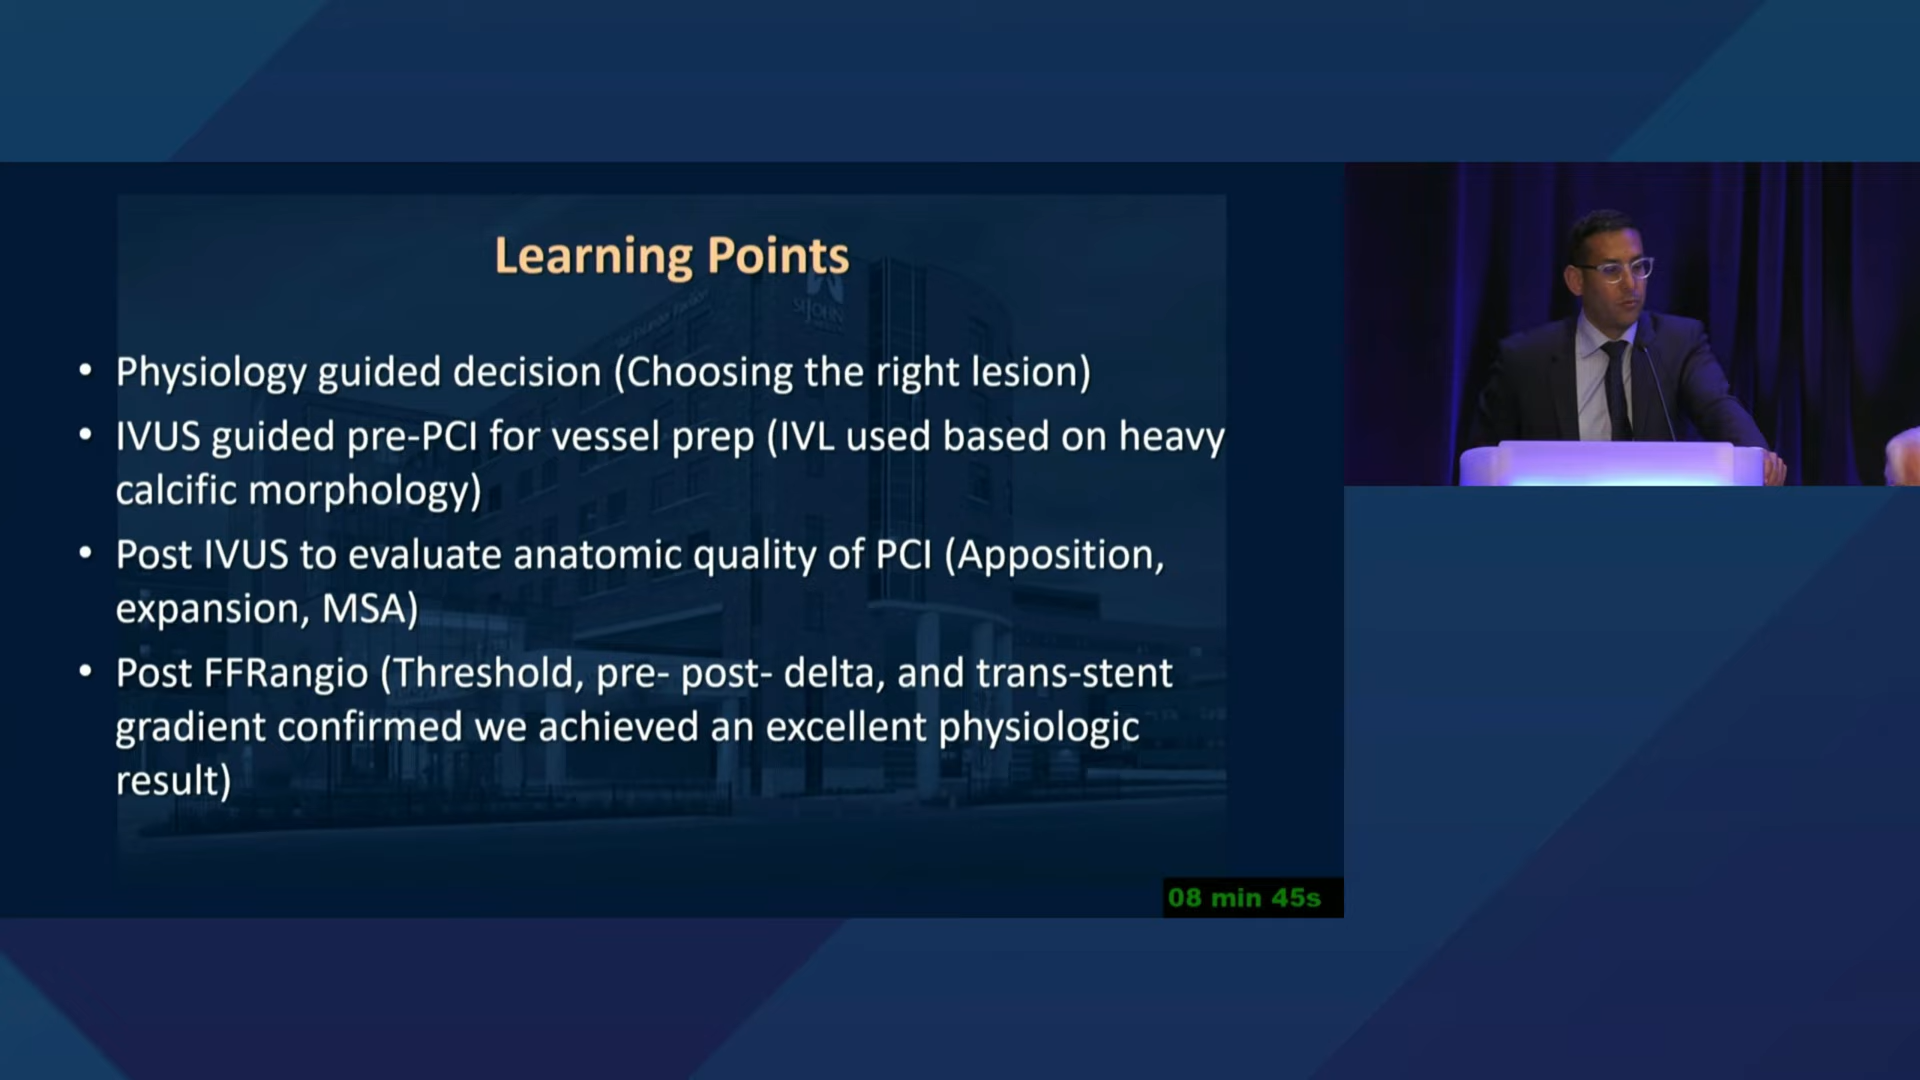 Learning Points
• Physiology guided decision (Choosing the right lesion)
• IVUS guided pre-PCI for vessel prep (IVL used based on heavy
calcific morphology)
• Post IVUS to evaluate anatomic quality of PCI (Apposition,
expansion, MSA)
• Post FFRangio (Threshold, pre- post- delta, and trans-stent
gradient confirmed we achieved an excellent physiologic
result)
ST JOHN
08 min 45s